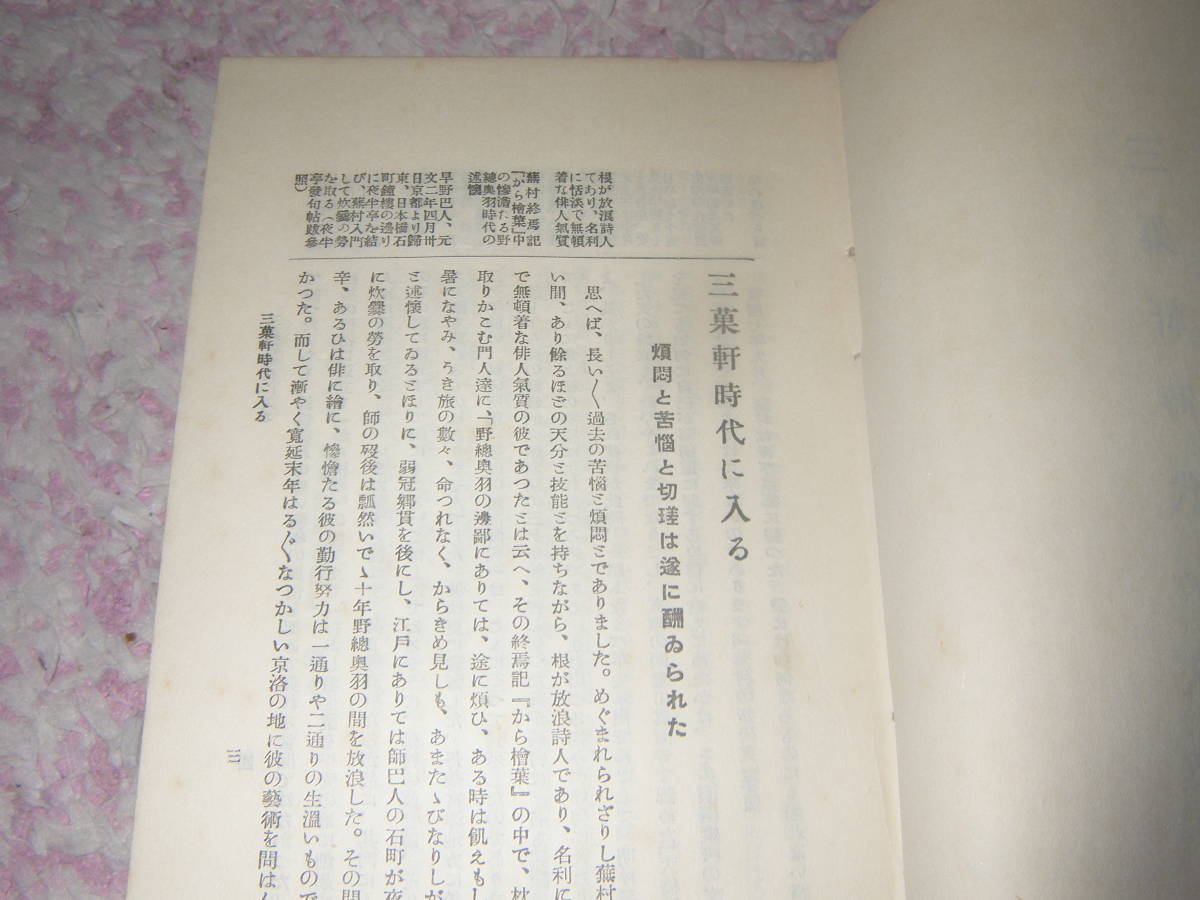 三菓軒時代に入る
煩悶と苦惱と切瑳は遂に酬ゐられた
思へば、長い〱過去の苦惱と煩悶とでありました。めぐまれられざりし蕪村
い間、あり餘るほどの天分と技能とを持ちながら、根が放浪詩人であり、名利に
で無頓着な俳人氣質の彼であつたとは云へ、その終焉記『から檜葉』の中で、枕
取りかこむ門人達に、「野總奥羽の邊鄙にありては、途に煩ひ、ある時は飢えもし
暑になやみ、うき旅の數々、命つれなく、からきめ見しも、あまたゝびなりしが
と述懷してゐるとほりに、弱冠郷貫を後にし、江戸にありては師巴人の石町が夜
に炊爨の勞を取り、師の歿後は瓢然いでゝ十年野總奥羽の間を放浪した。その間
辛、あるひは俳に繪に、慘憺たる彼の勤行努力は一通りや二通りの生溫いもので
かつた。而して漸やく寛延末年はる〲なつかしい京洛の地に彼の藝術を問はん
根が放浪詩人
であり、名利
に恬淡で無頓
着な俳人氣質
蕪村終焉記
「から檜葉」中
の慘澹たる野
總奥羽時代の
述懷
早野巴人、元
文二年四月卅
日京都より歸
東、日本橋石
町鐘樓の邊り
に夜半亭を結
び、蕪村入門
して炊爨の勞
を取る（夜半
亭發句帖跋參
照）
三菓軒時代に入る
三